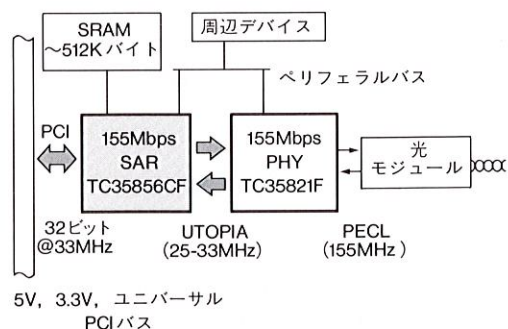 SRAM
～512Kバイト
周辺デバイス
ペリフェラルバス
PCI
155Mbps
SAR
TC35856CF
155Mbps
PHY
TC35821F
光
モジュール
32ビット
@33MHz
UTOPIA
(25-33MHz)
PECL
(155MHz)
5V, 3.3V, ユニバーサル
PCIバス